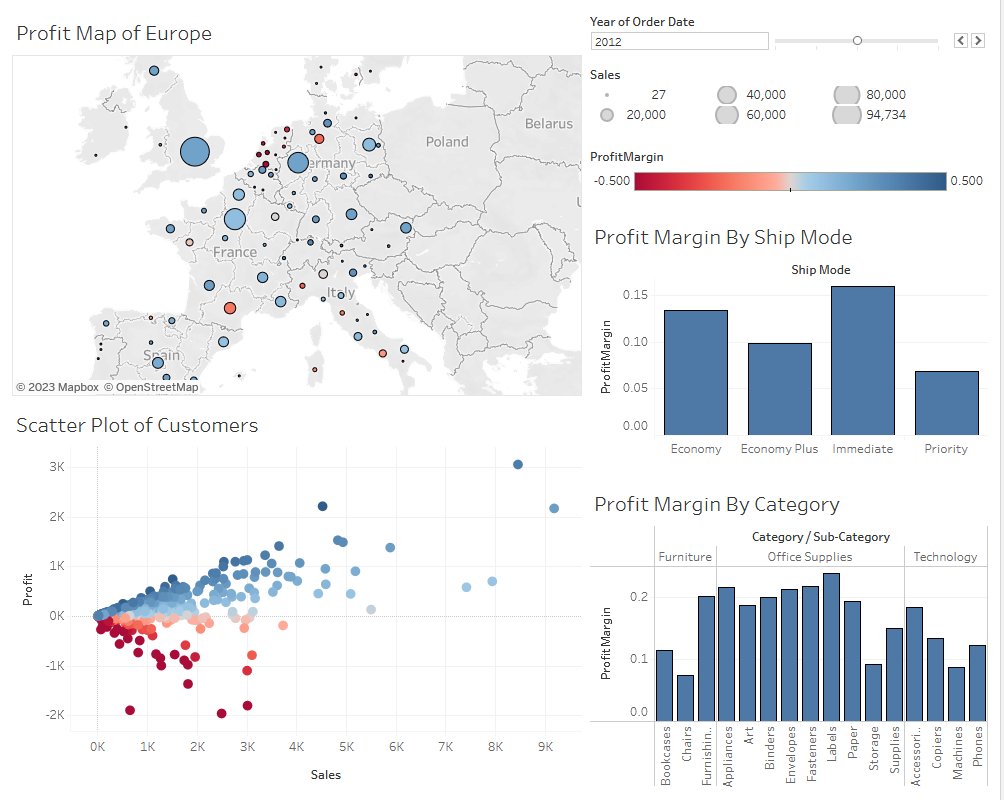 Profit Map of Europe
Belarus
Poland
ermany
France
Italy
Spain
© 2023 Mapbox © OpenStreetMap
Year of Order Date
2012
Sales
27 40,000 80,000
20,000 60,000 94,734
ProfitMargin
-0.500 0.500
Profit Margin By Ship Mode
Ship Mode
ProfitMargin
0.15
0.10
0.05
0.00
Economy Economy Plus Immediate Priority
Scatter Plot of Customers
Profit
3K
2K
1K
0K
-1K
-2K
0K 1K 2K 3K 4K 5K 6K 7K 8K 9K
Sales
Profit Margin By Category
Category / Sub-Category
Furniture Office Supplies Technology
ProfitMargin
0.2
0.1
0.0
Bookcases
Chairs
Furnishin..
Appliances
Art
Binders
Envelopes
Fasteners
Labels
Paper
Storage
Supplies
Accessori..
Copiers
Machines
Phones